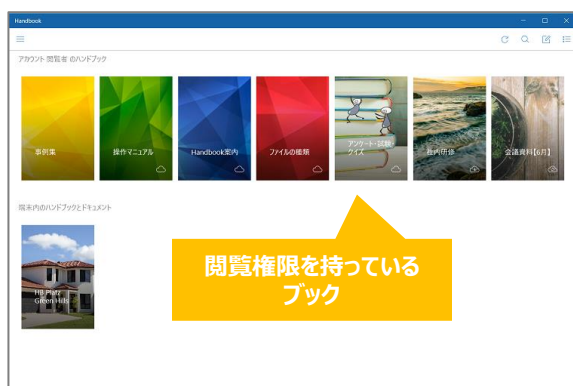 Handbook
アカウント 閲覧者 のハンドブック
事例集
操作マニュアル
Handbook案内
ファイルの種類
アンケート・試験・
クイズ
社内研修
会議資料【6月】
端末内のハンドブックとドキュメント
HB Platz
Green Hills
閲覧権限を持っている
ブック